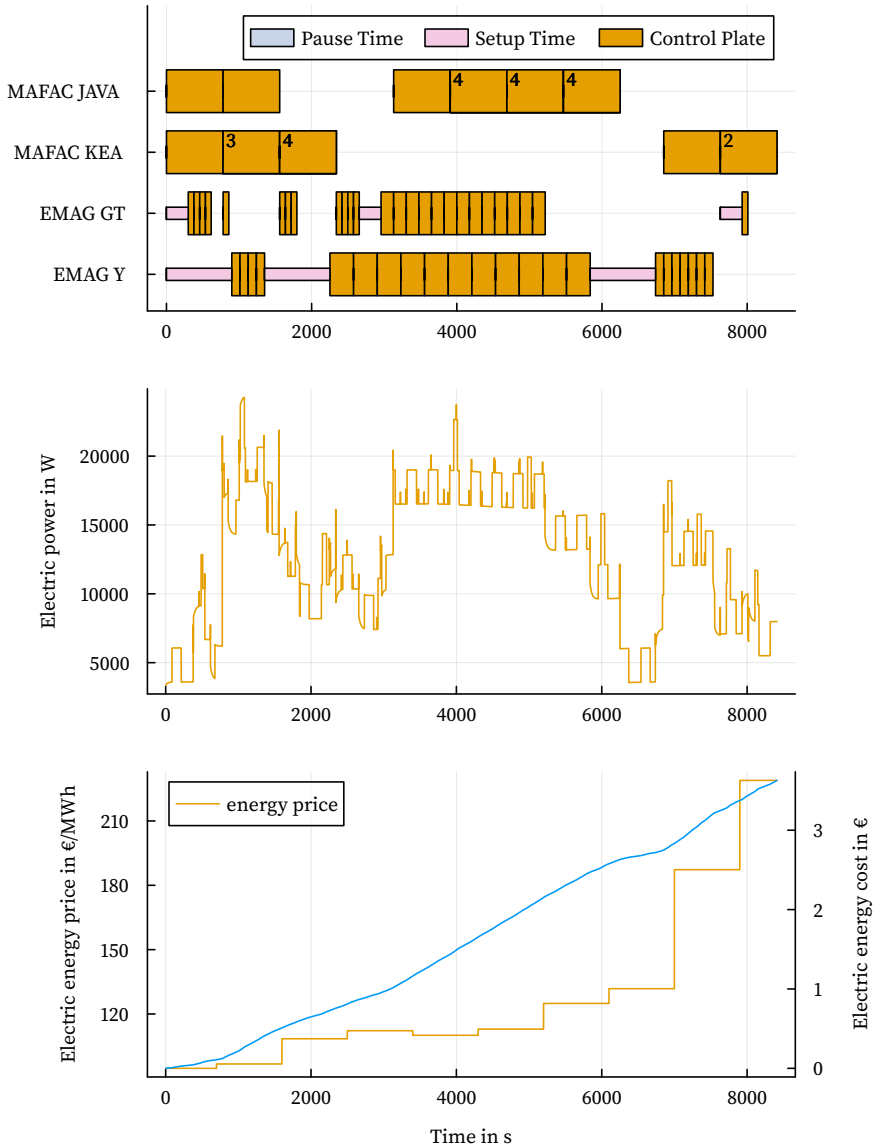 Pause Time Setup Time Control Plate
MAFAC JAVA 4 4 4
MAFAC KEA 3 4 2
EMAG GT
EMAG Y
0 2000 4000 6000 8000
Electric power in W
20000
15000
10000
5000
0 2000 4000 6000 8000
Electric energy price in €/MWh
energy price
210
180
150
120
3
2
1
0
Electric energy cost in €
0 2000 4000 6000 8000
Time in s